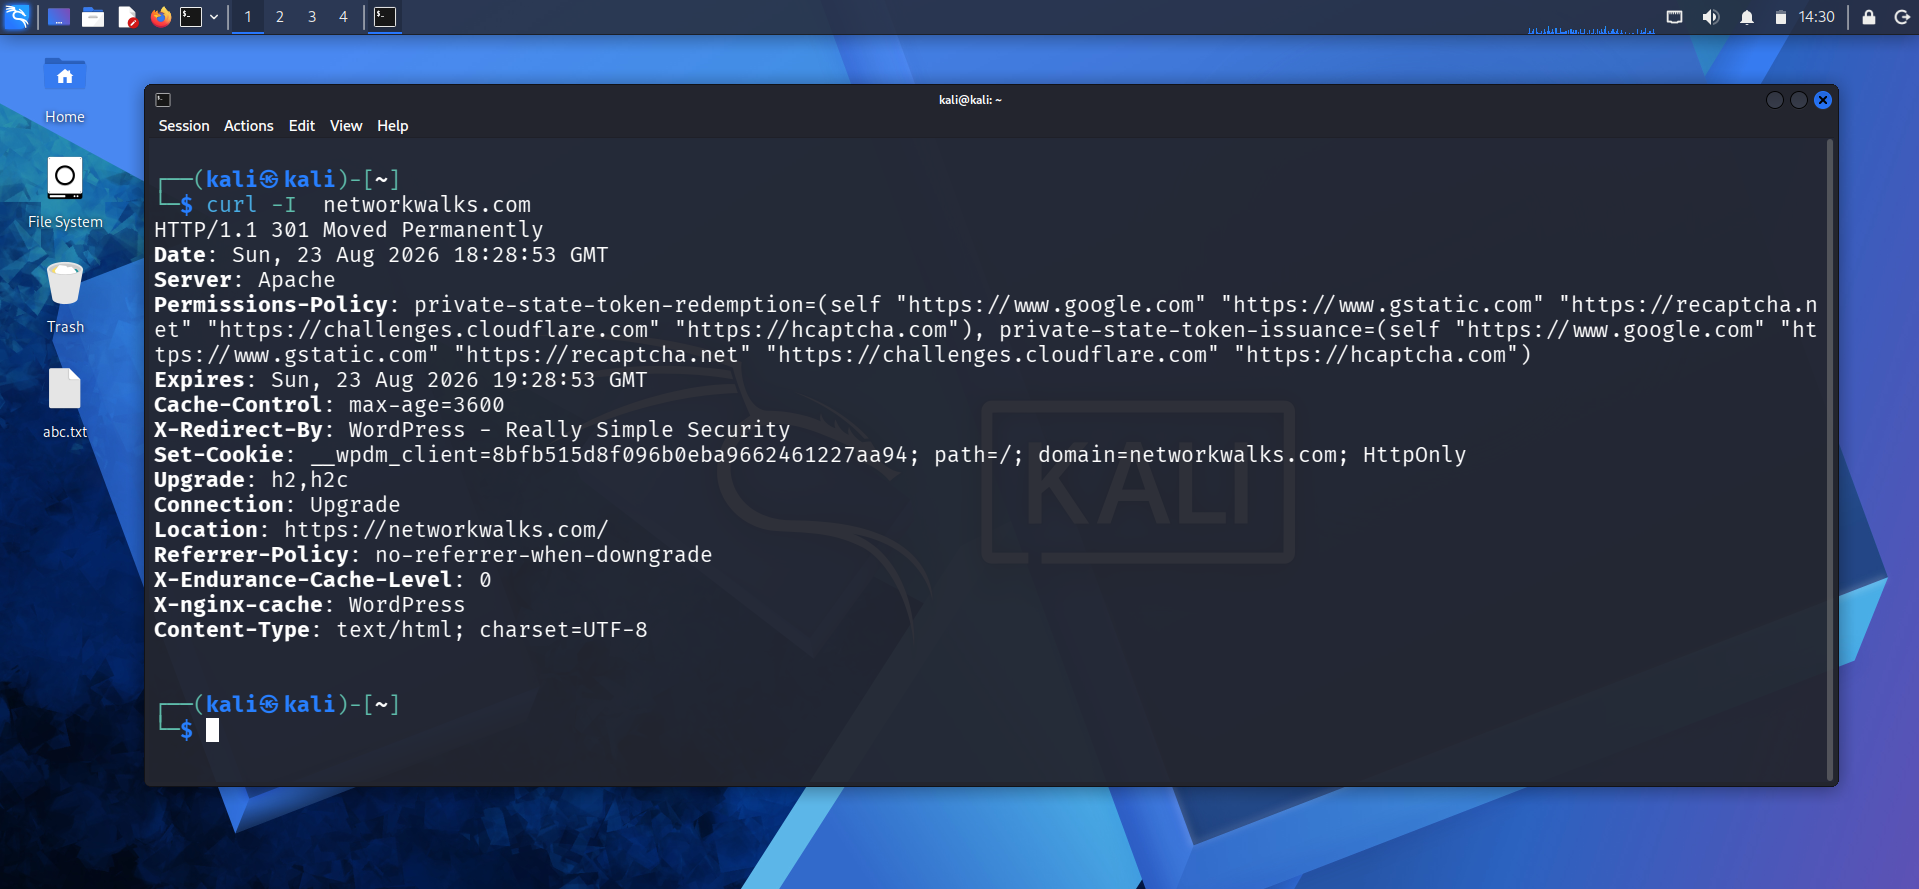 1 2 3 4
14:30
Home
File System
Trash
abc.txt
kali@kali: ~
Session Actions Edit View Help
┌──(kali㉿kali)-[~]
└─$ curl -I  networkwalks.com
HTTP/1.1 301 Moved Permanently
Date: Sun, 23 Aug 2026 18:28:53 GMT
Server: Apache
Permissions-Policy: private-state-token-redemption=(self "https://www.google.com" "https://www.gstatic.com" "https://recaptcha.n
et" "https://challenges.cloudflare.com" "https://hcaptcha.com"), private-state-token-issuance=(self "https://www.google.com" "ht
tps://www.gstatic.com" "https://recaptcha.net" "https://challenges.cloudflare.com" "https://hcaptcha.com")
Expires: Sun, 23 Aug 2026 19:28:53 GMT
Cache-Control: max-age=3600
X-Redirect-By: WordPress - Really Simple Security
Set-Cookie: __wpdm_client=8bfb515d8f096b0eba9662461227aa94; path=/; domain=networkwalks.com; HttpOnly
Upgrade: h2,h2c
Connection: Upgrade
Location: https://networkwalks.com/
Referrer-Policy: no-referrer-when-downgrade
X-Endurance-Cache-Level: 0
X-nginx-cache: WordPress
Content-Type: text/html; charset=UTF-8
┌──(kali㉿kali)-[~]
└─$
KALI